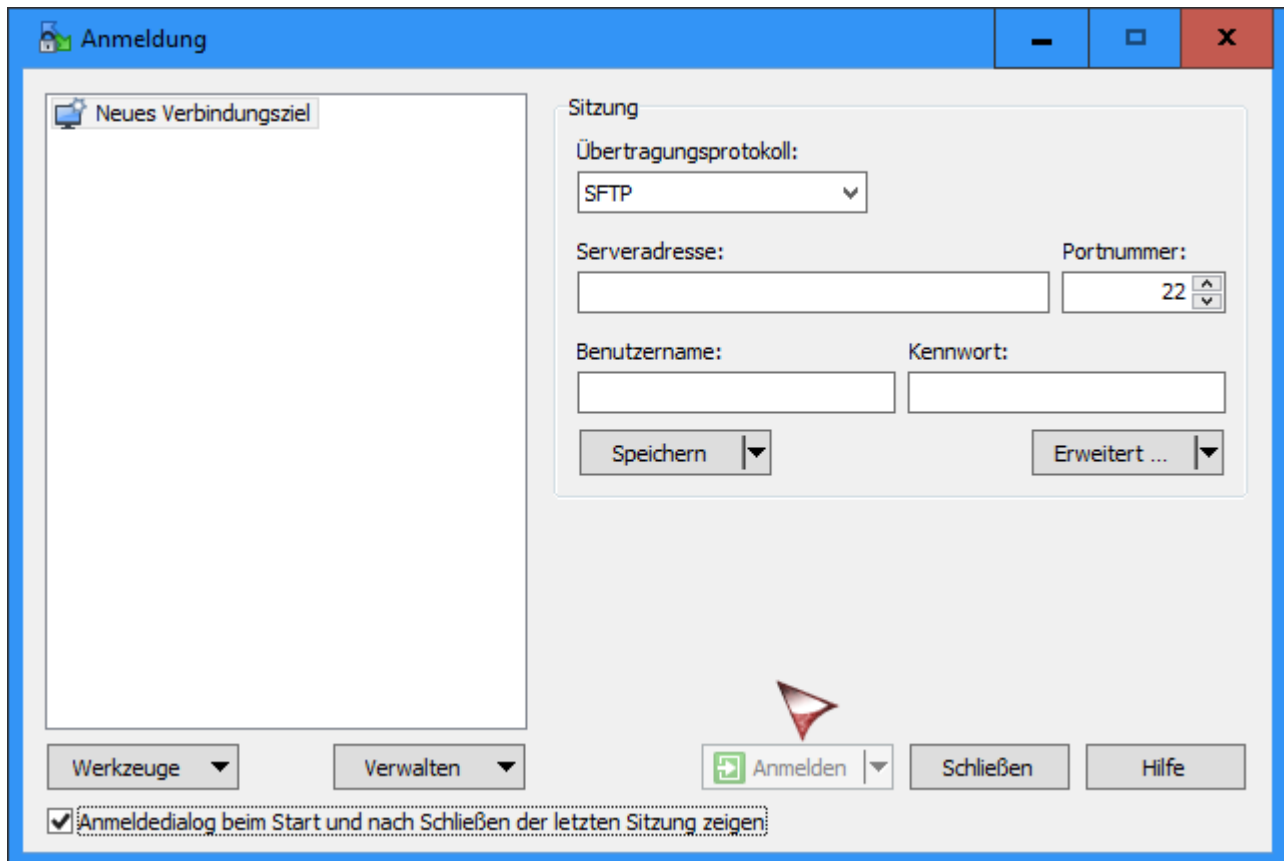 Anmeldung
Neues Verbindungsziel
Sitzung
Übertragungsprotokoll:
SFTP
Serveradresse:
Portnummer:
22
Benutzername:
Kennwort:
Speichern
Erweitert ...
Werkzeuge
Verwalten
Anmelden
Schließen
Hilfe
Anmeldedialog beim Start und nach Schließen der letzten Sitzung zeigen